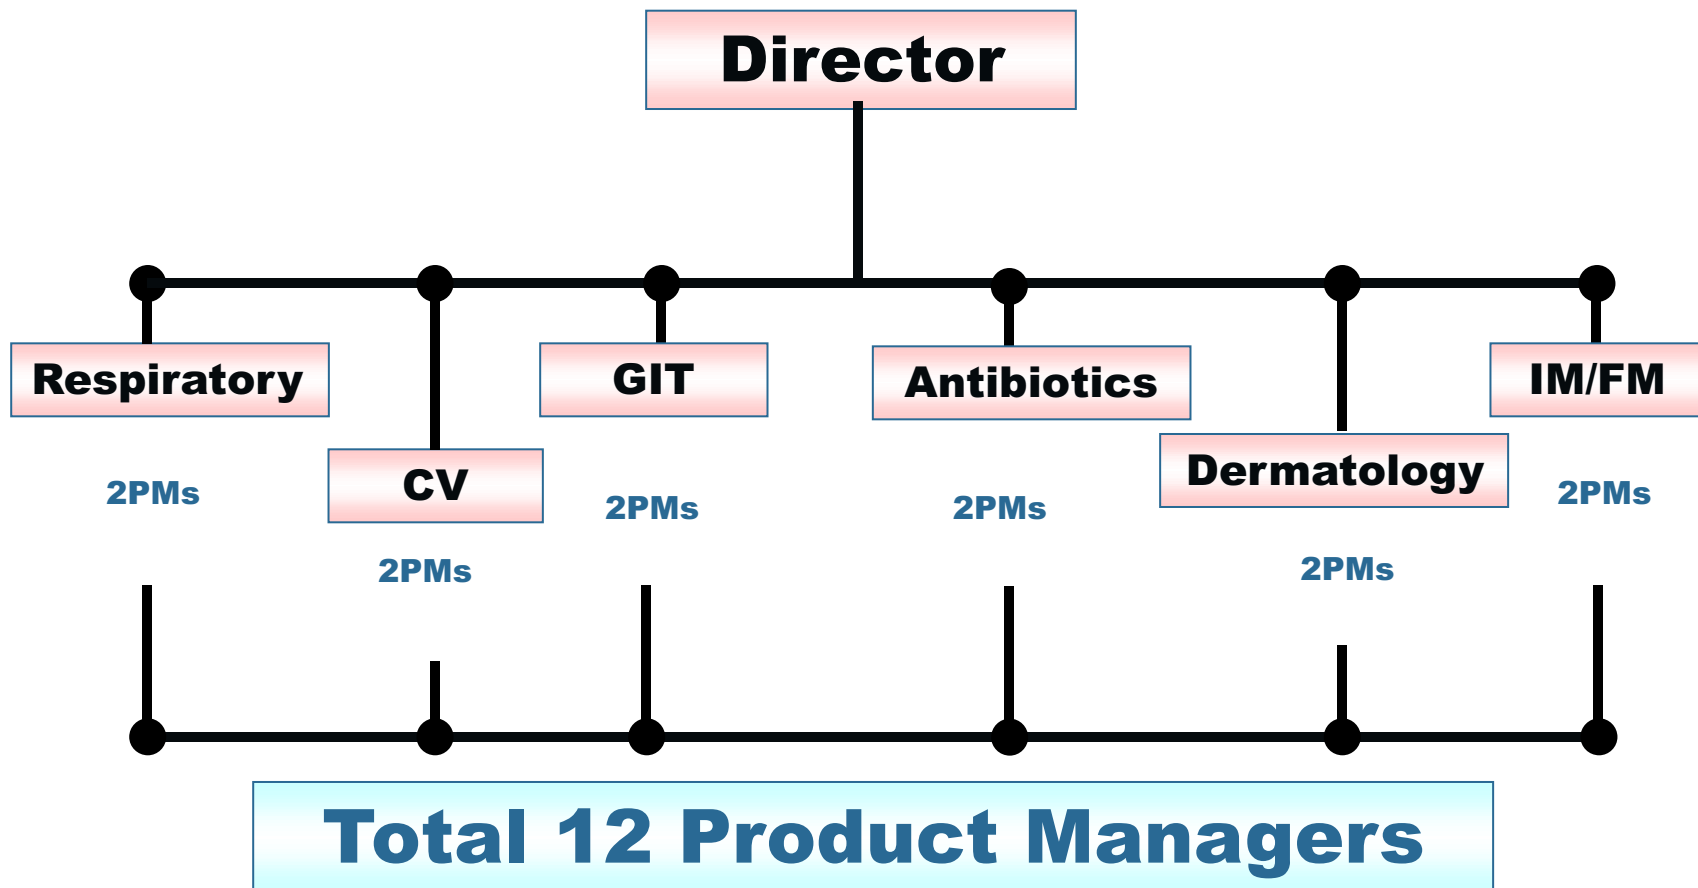 Director
Respiratory
GIT
Antibiotics
IM/FM
CV
Dermatology
2PMs
2PMs
2PMs
2PMs
2PMs
2PMs
Total 12 Product Managers